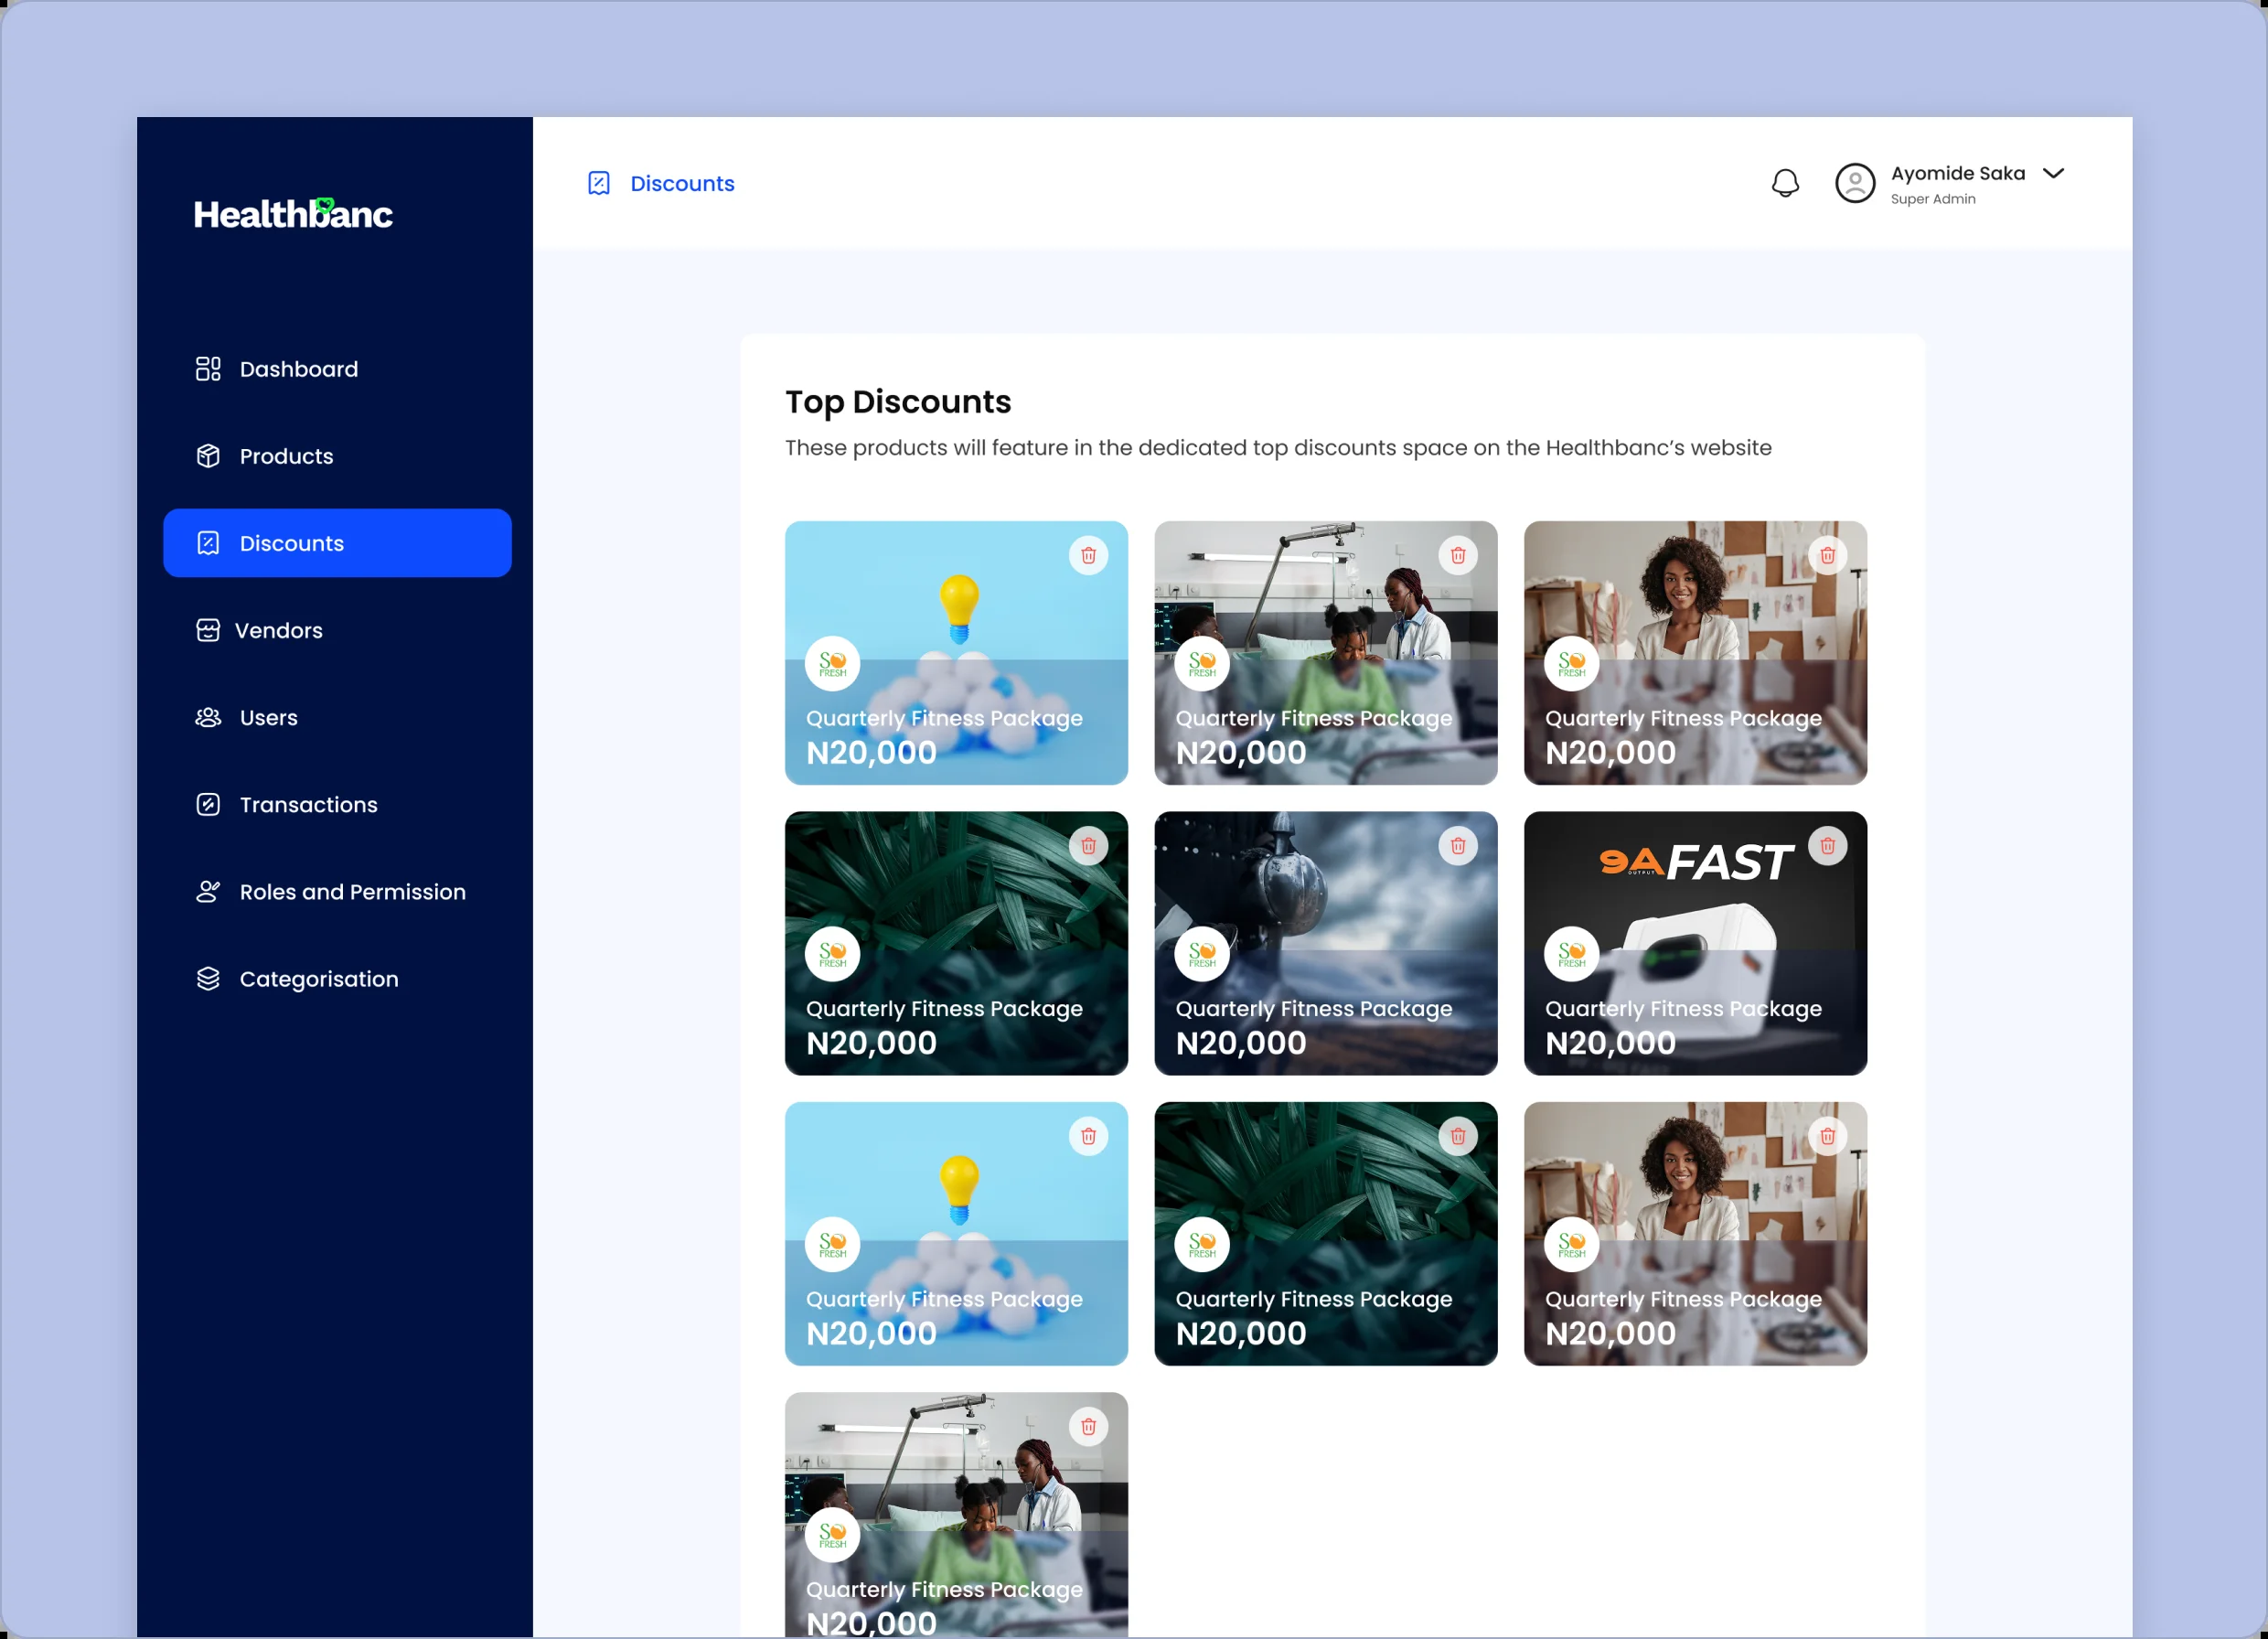 Healthbanc
Discounts
Ayomide Saka
Super Admin
Dashboard
Products
Discounts
Vendors
Users
Transactions
Roles and Permission
Categorisation
Top Discounts
These products will feature in the dedicated top discounts space on the Healthbanc’s website
SO
FRESH
Quarterly Fitness Package
N20,000
SO
FRESH
Quarterly Fitness Package
N20,000
SO
FRESH
Quarterly Fitness Package
N20,000
SO
FRESH
Quarterly Fitness Package
N20,000
SO
FRESH
Quarterly Fitness Package
N20,000
9A FAST
OUTPUT
SO
FRESH
Quarterly Fitness Package
N20,000
SO
FRESH
Quarterly Fitness Package
N20,000
SO
FRESH
Quarterly Fitness Package
N20,000
SO
FRESH
Quarterly Fitness Package
N20,000
SO
FRESH
Quarterly Fitness Package
N20,000